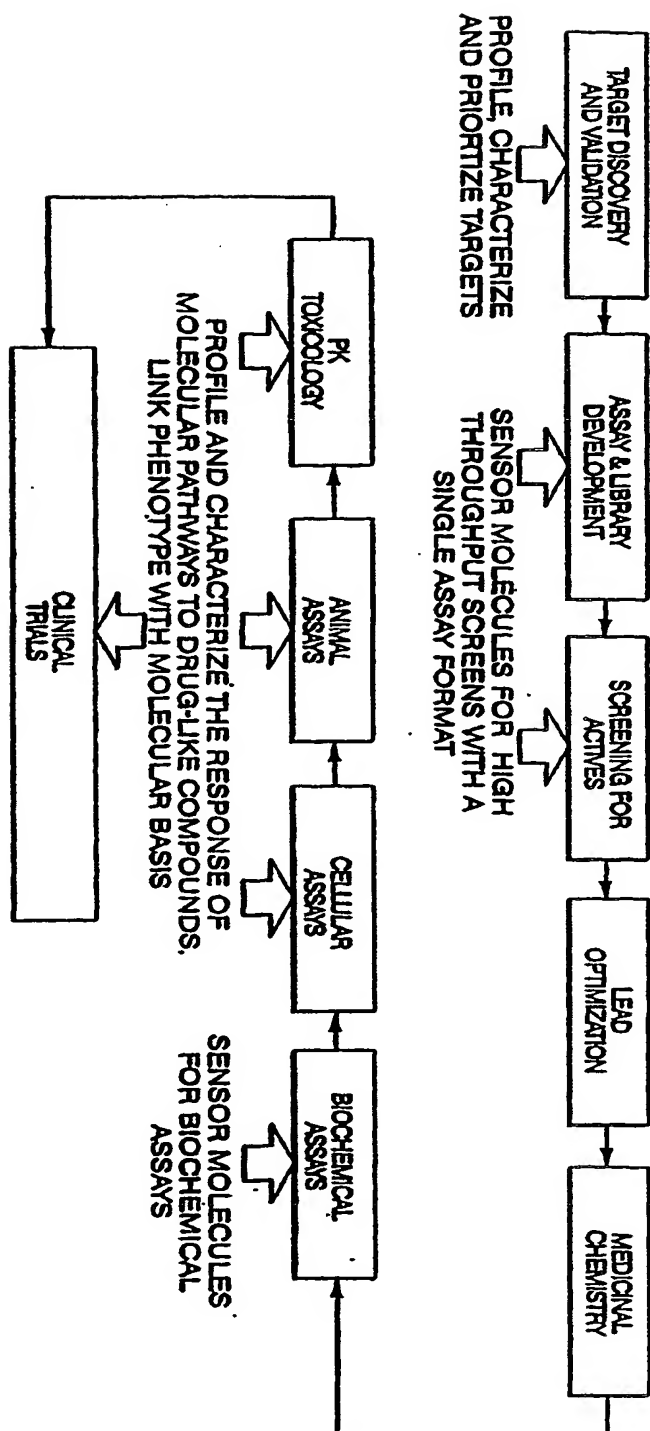 TARGET DISCOVERY
AND VALIDATION
ASSAY & LIBRARY
DEVELOPMENT
SCREENING FOR
ACTIVES
LEAD
OPTIMIZATION
MEDICINAL
CHEMISTRY
PROFILE, CHARACTERIZE
AND PRIORTIZE TARGETS
SENSOR MOLECULES FOR HIGH
THROUGHPUT SCREENS WITH A
SINGLE ASSAY FORMAT
PK
TOXICOLOGY
ANIMAL
ASSAYS
CELLULAR
ASSAYS
BIOCHEMICAL
ASSAYS
PROFILE AND CHARACTERIZE THE RESPONSE OF
MOLECULAR PATHWAYS TO DRUG-LIKE COMPOUNDS,
LINK PHENOTYPE WITH MOLECULAR BASIS
SENSOR MOLECULES
FOR BIOCHEMICAL
ASSAYS
CLINICAL
TRIALS